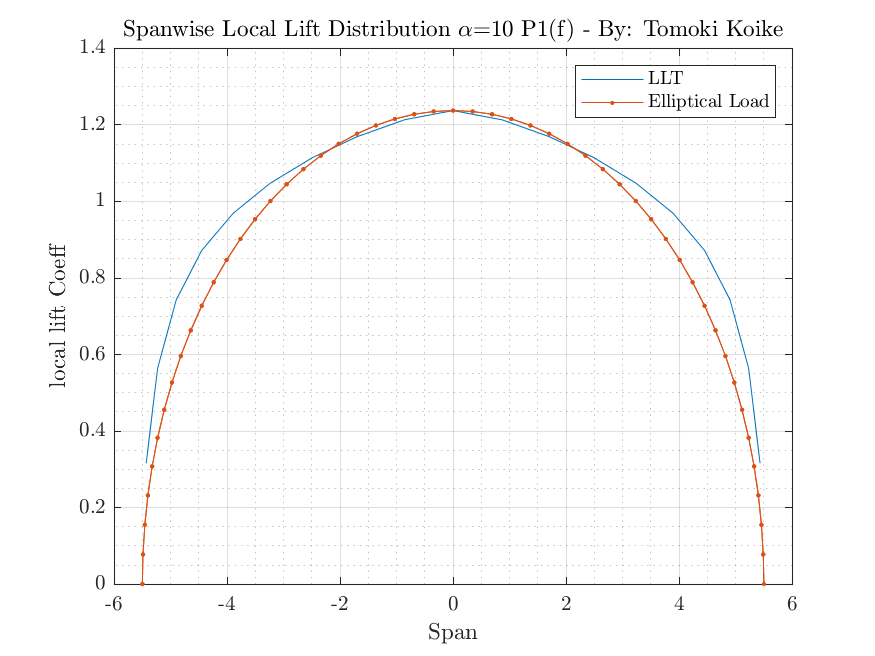 Spanwise Local Lift Distribution α=10 P1(f) - By: Tomoki Koike
LLT
Elliptical Load
local lift Coeff
1.4
1.2
1
0.8
0.6
0.4
0.2
0
-6 -4 -2 0 2 4 6
Span